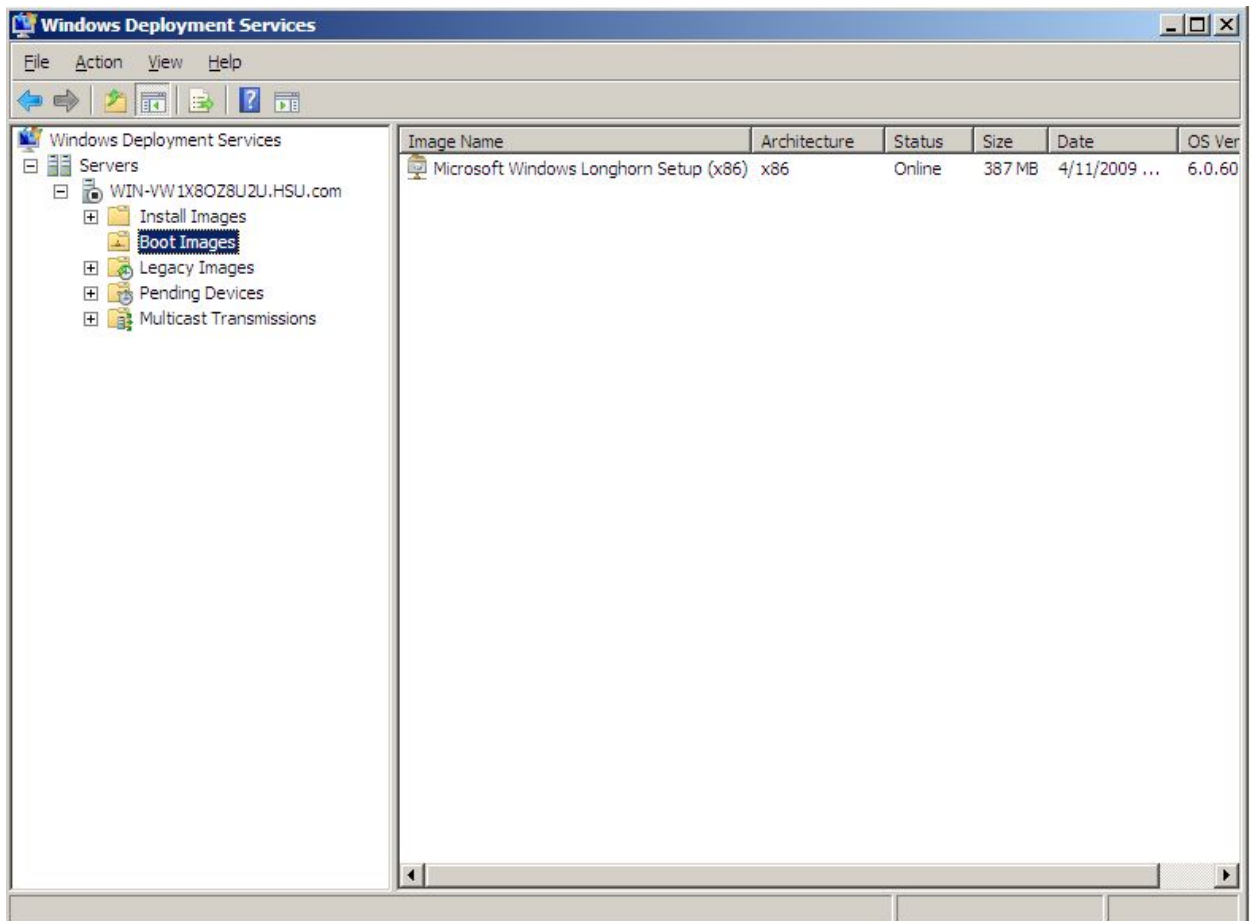 Windows Deployment Services
File Action View Help
Windows Deployment Services
Servers
WIN-VW1X8OZ8U2U.HSU.com
Install Images
Boot Images
Legacy Images
Pending Devices
Multicast Transmissions
Image Name Architecture Status Size Date OS Ver
Microsoft Windows Longhorn Setup (x86) x86 Online 387 MB 4/11/2009 ... 6.0.60